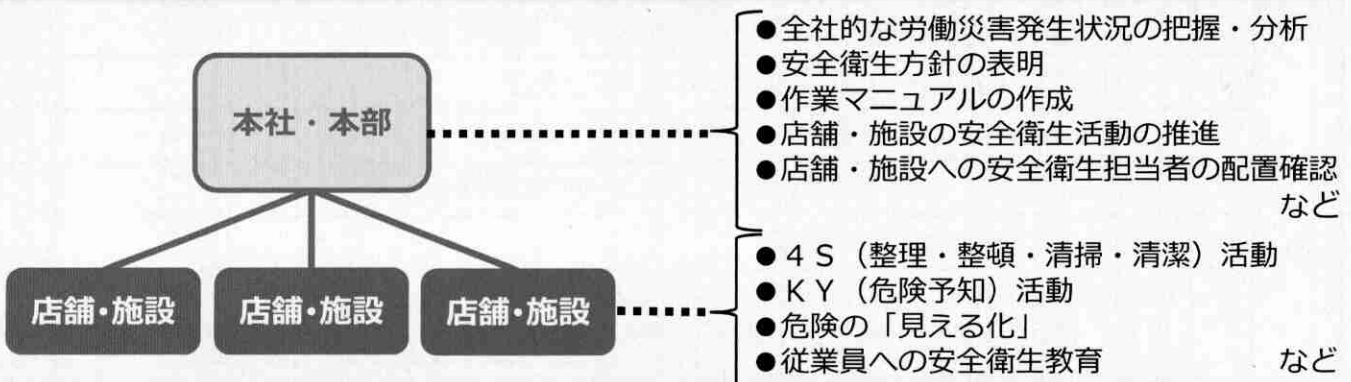 本社・本部
●全社的な労働災害発生状況の把握・分析
●安全衛生方針の表明
●作業マニュアルの作成
●店舗・施設の安全衛生活動の推進
●店舗・施設への安全衛生担当者の配置確認
など
店舗・施設
店舗・施設
店舗・施設
●4S(整理・整頓・清掃・清潔)活動
●KY(危険予知)活動
●危険の「見える化」
●従業員への安全衛生教育 など